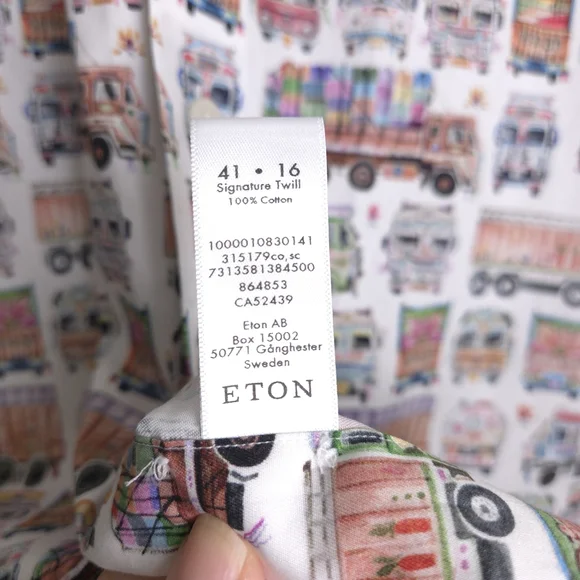 41 • 16
Signature Twill
100% Cotton
1000010830141
315179co,sc
7313581384500
864853
CA52439
Eton AB
Box 15002
50771 Gånghester
Sweden
ETON